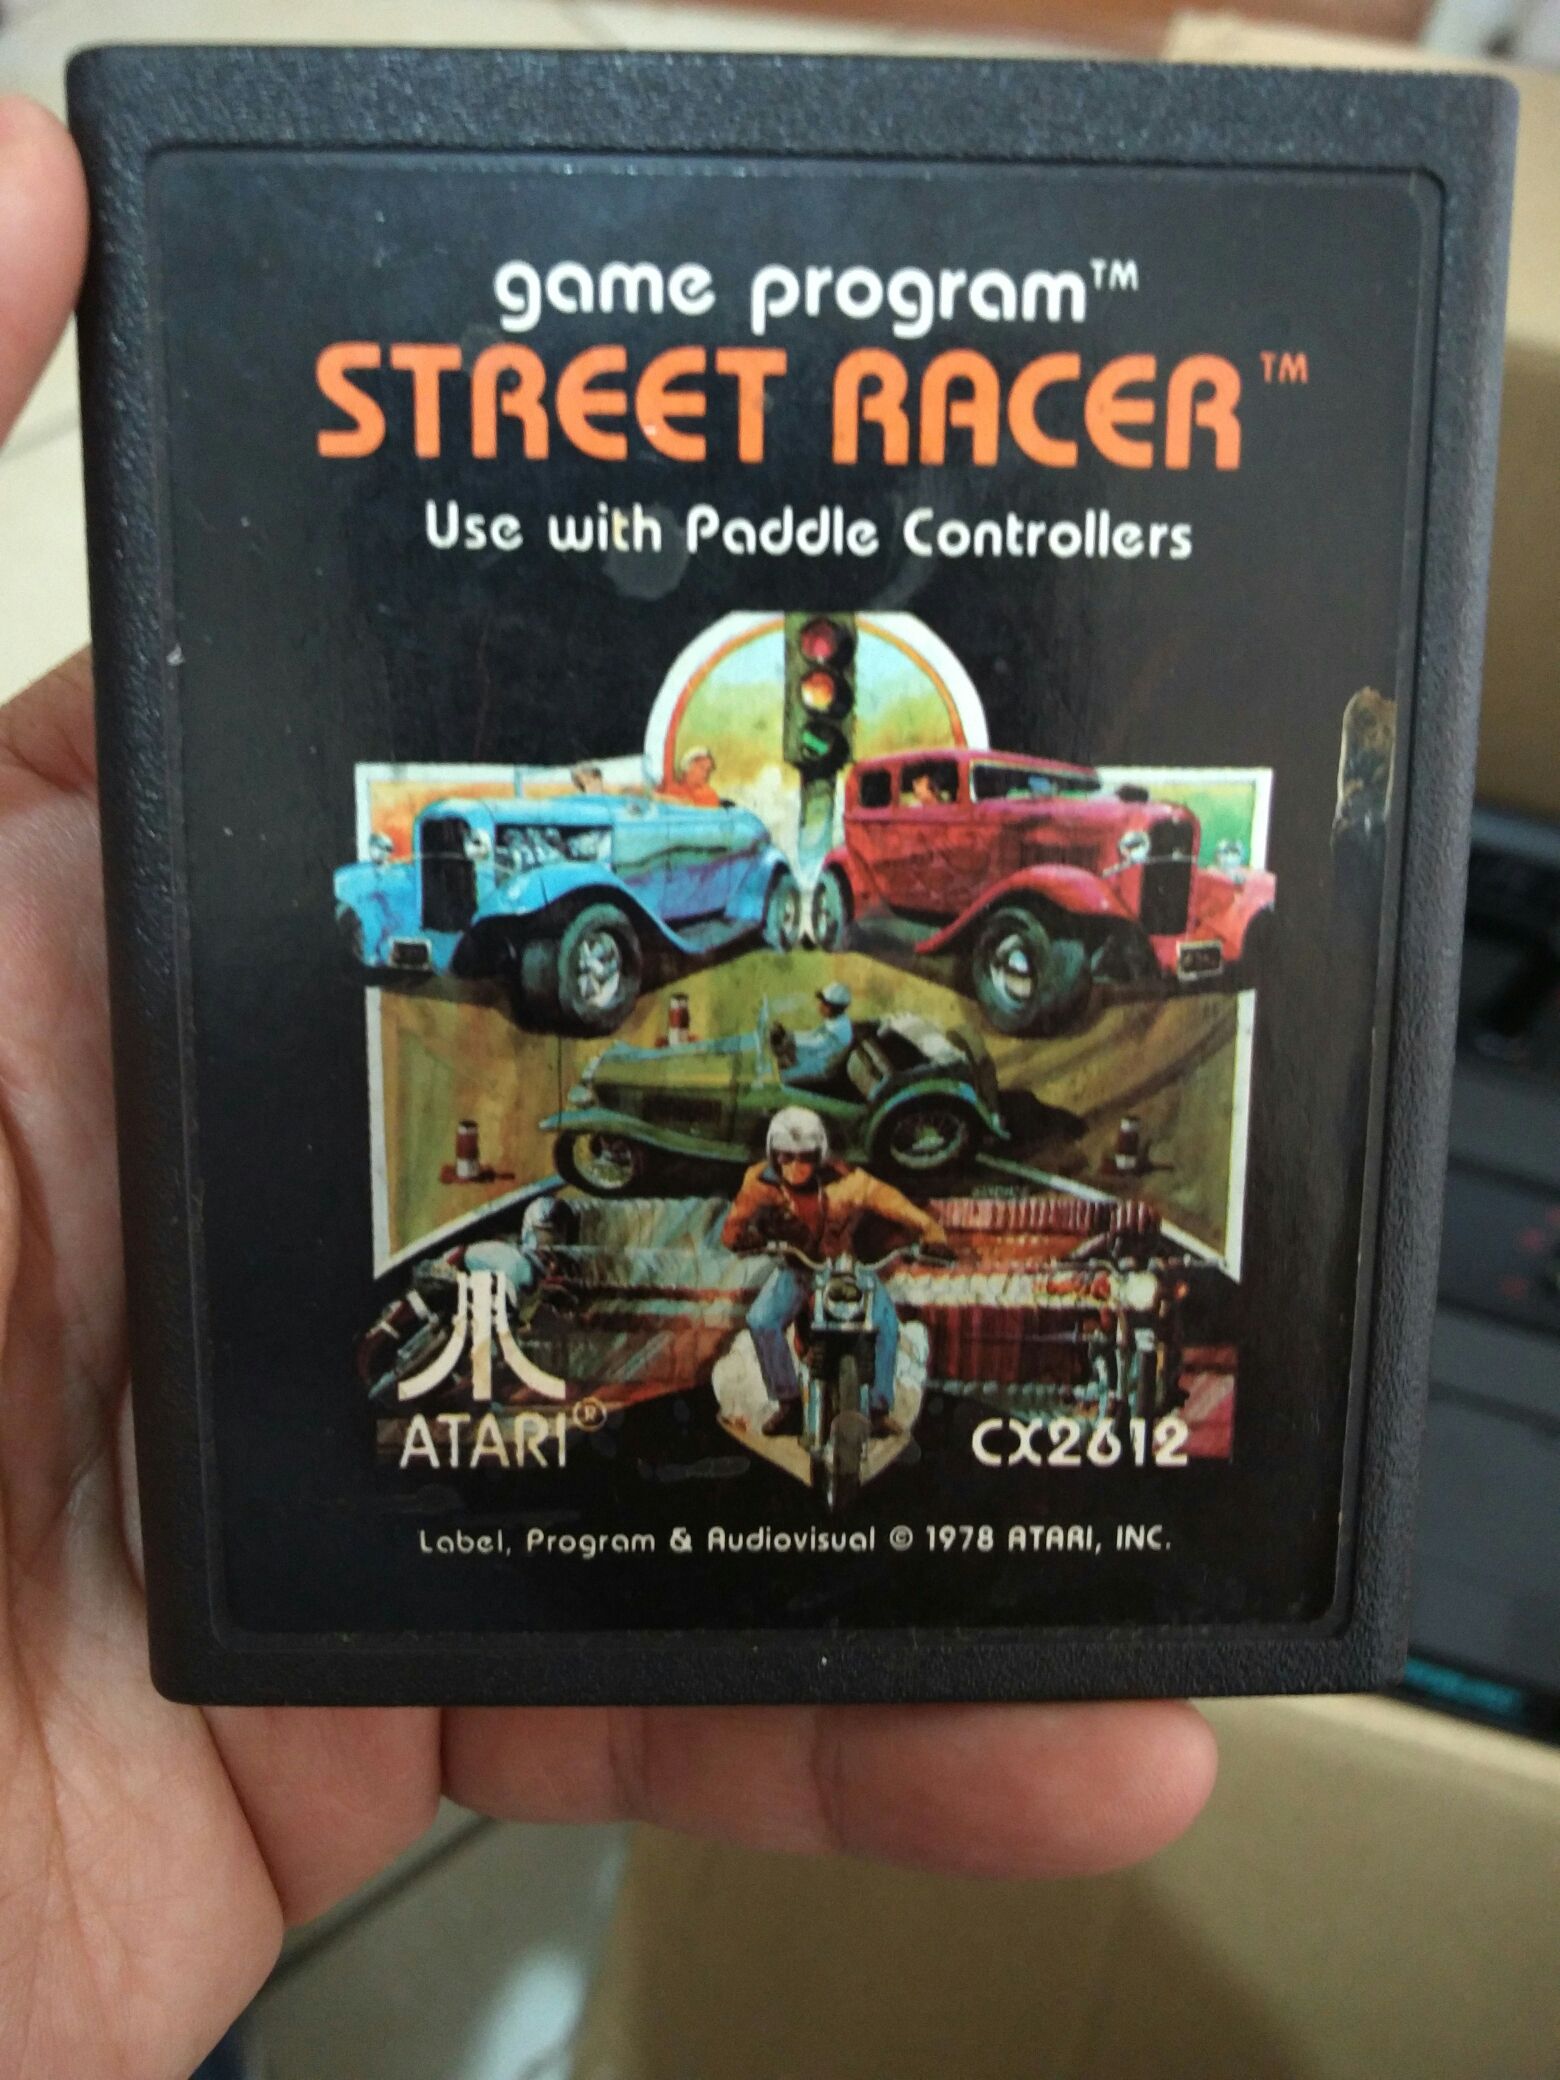 game program™
STREET RACER™
Use with Paddle Controllers
ATARI®
CX2612
Label, Program & Audiovisual © 1978 ATARI, INC.